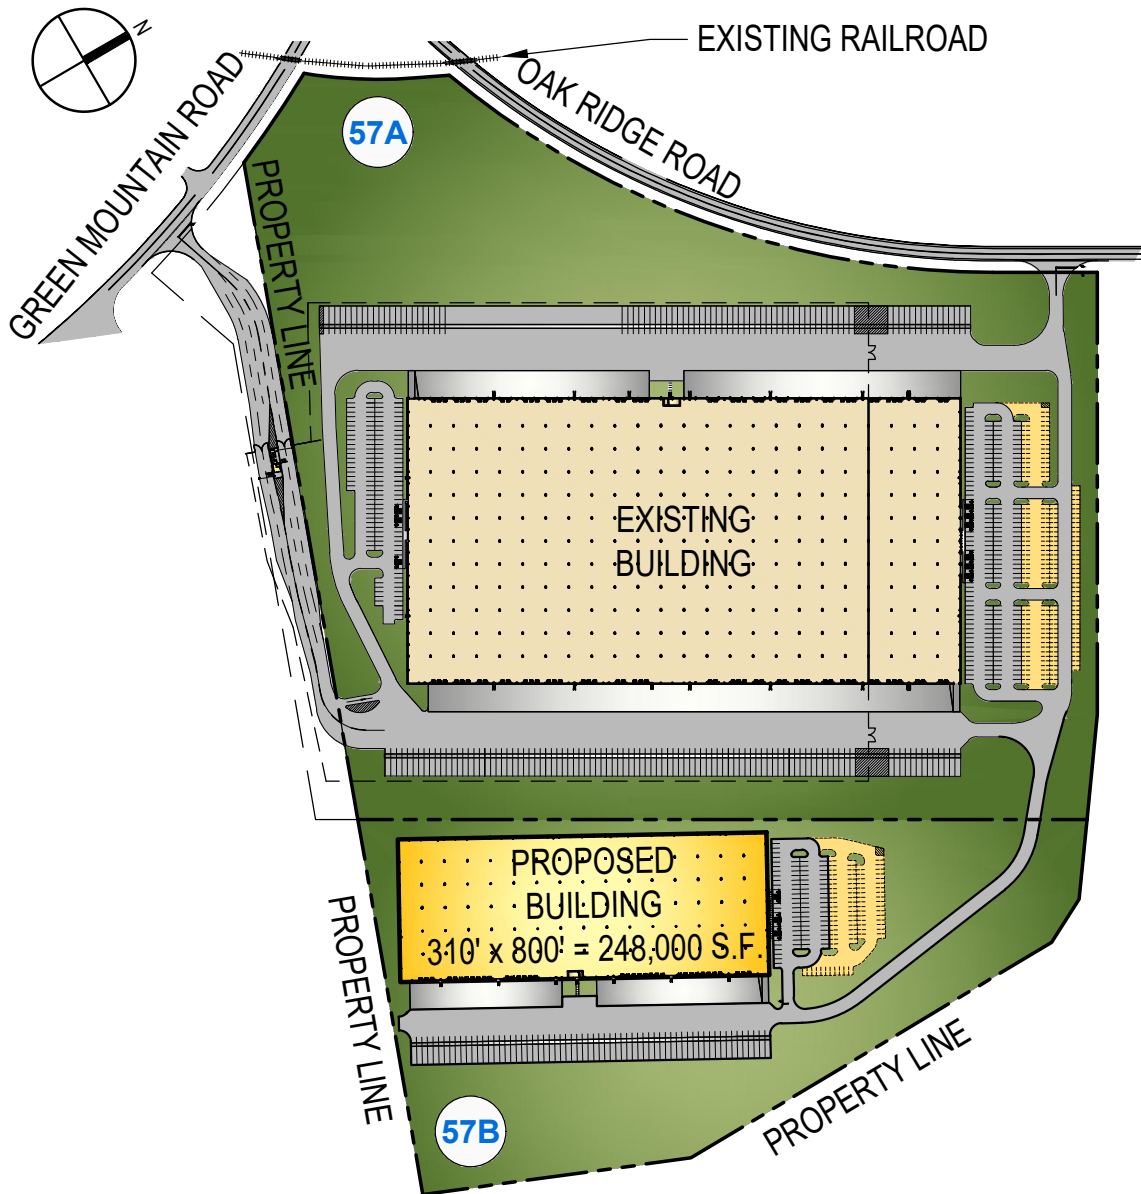 N
EXISTING RAILROAD
GREEN MOUNTAIN ROAD
OAK RIDGE ROAD
57A
PROPERTY LINE
EXISTING
BUILDING
PROPOSED
BUILDING
310' x 800' = 248,000 S.F.
PROPERTY LINE
PROPERTY LINE
57B